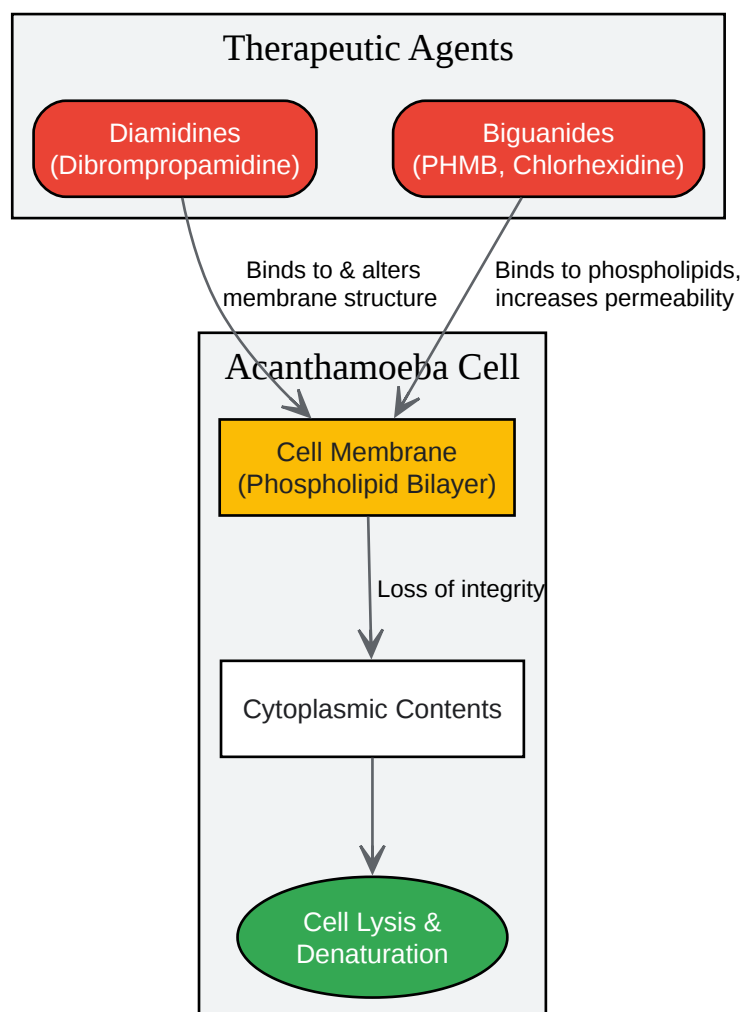 Therapeutic Agents
Diamidines
(Dibrompropamidine)
Biguanides
(PHMB, Chlorhexidine)
Binds to & alters
membrane structure
Binds to phospholipids,
increases permeability
Acanthamoeba Cell
Cell Membrane
(Phospholipid Bilayer)
Loss of integrity
Cytoplasmic Contents
Cell Lysis &
Denaturation